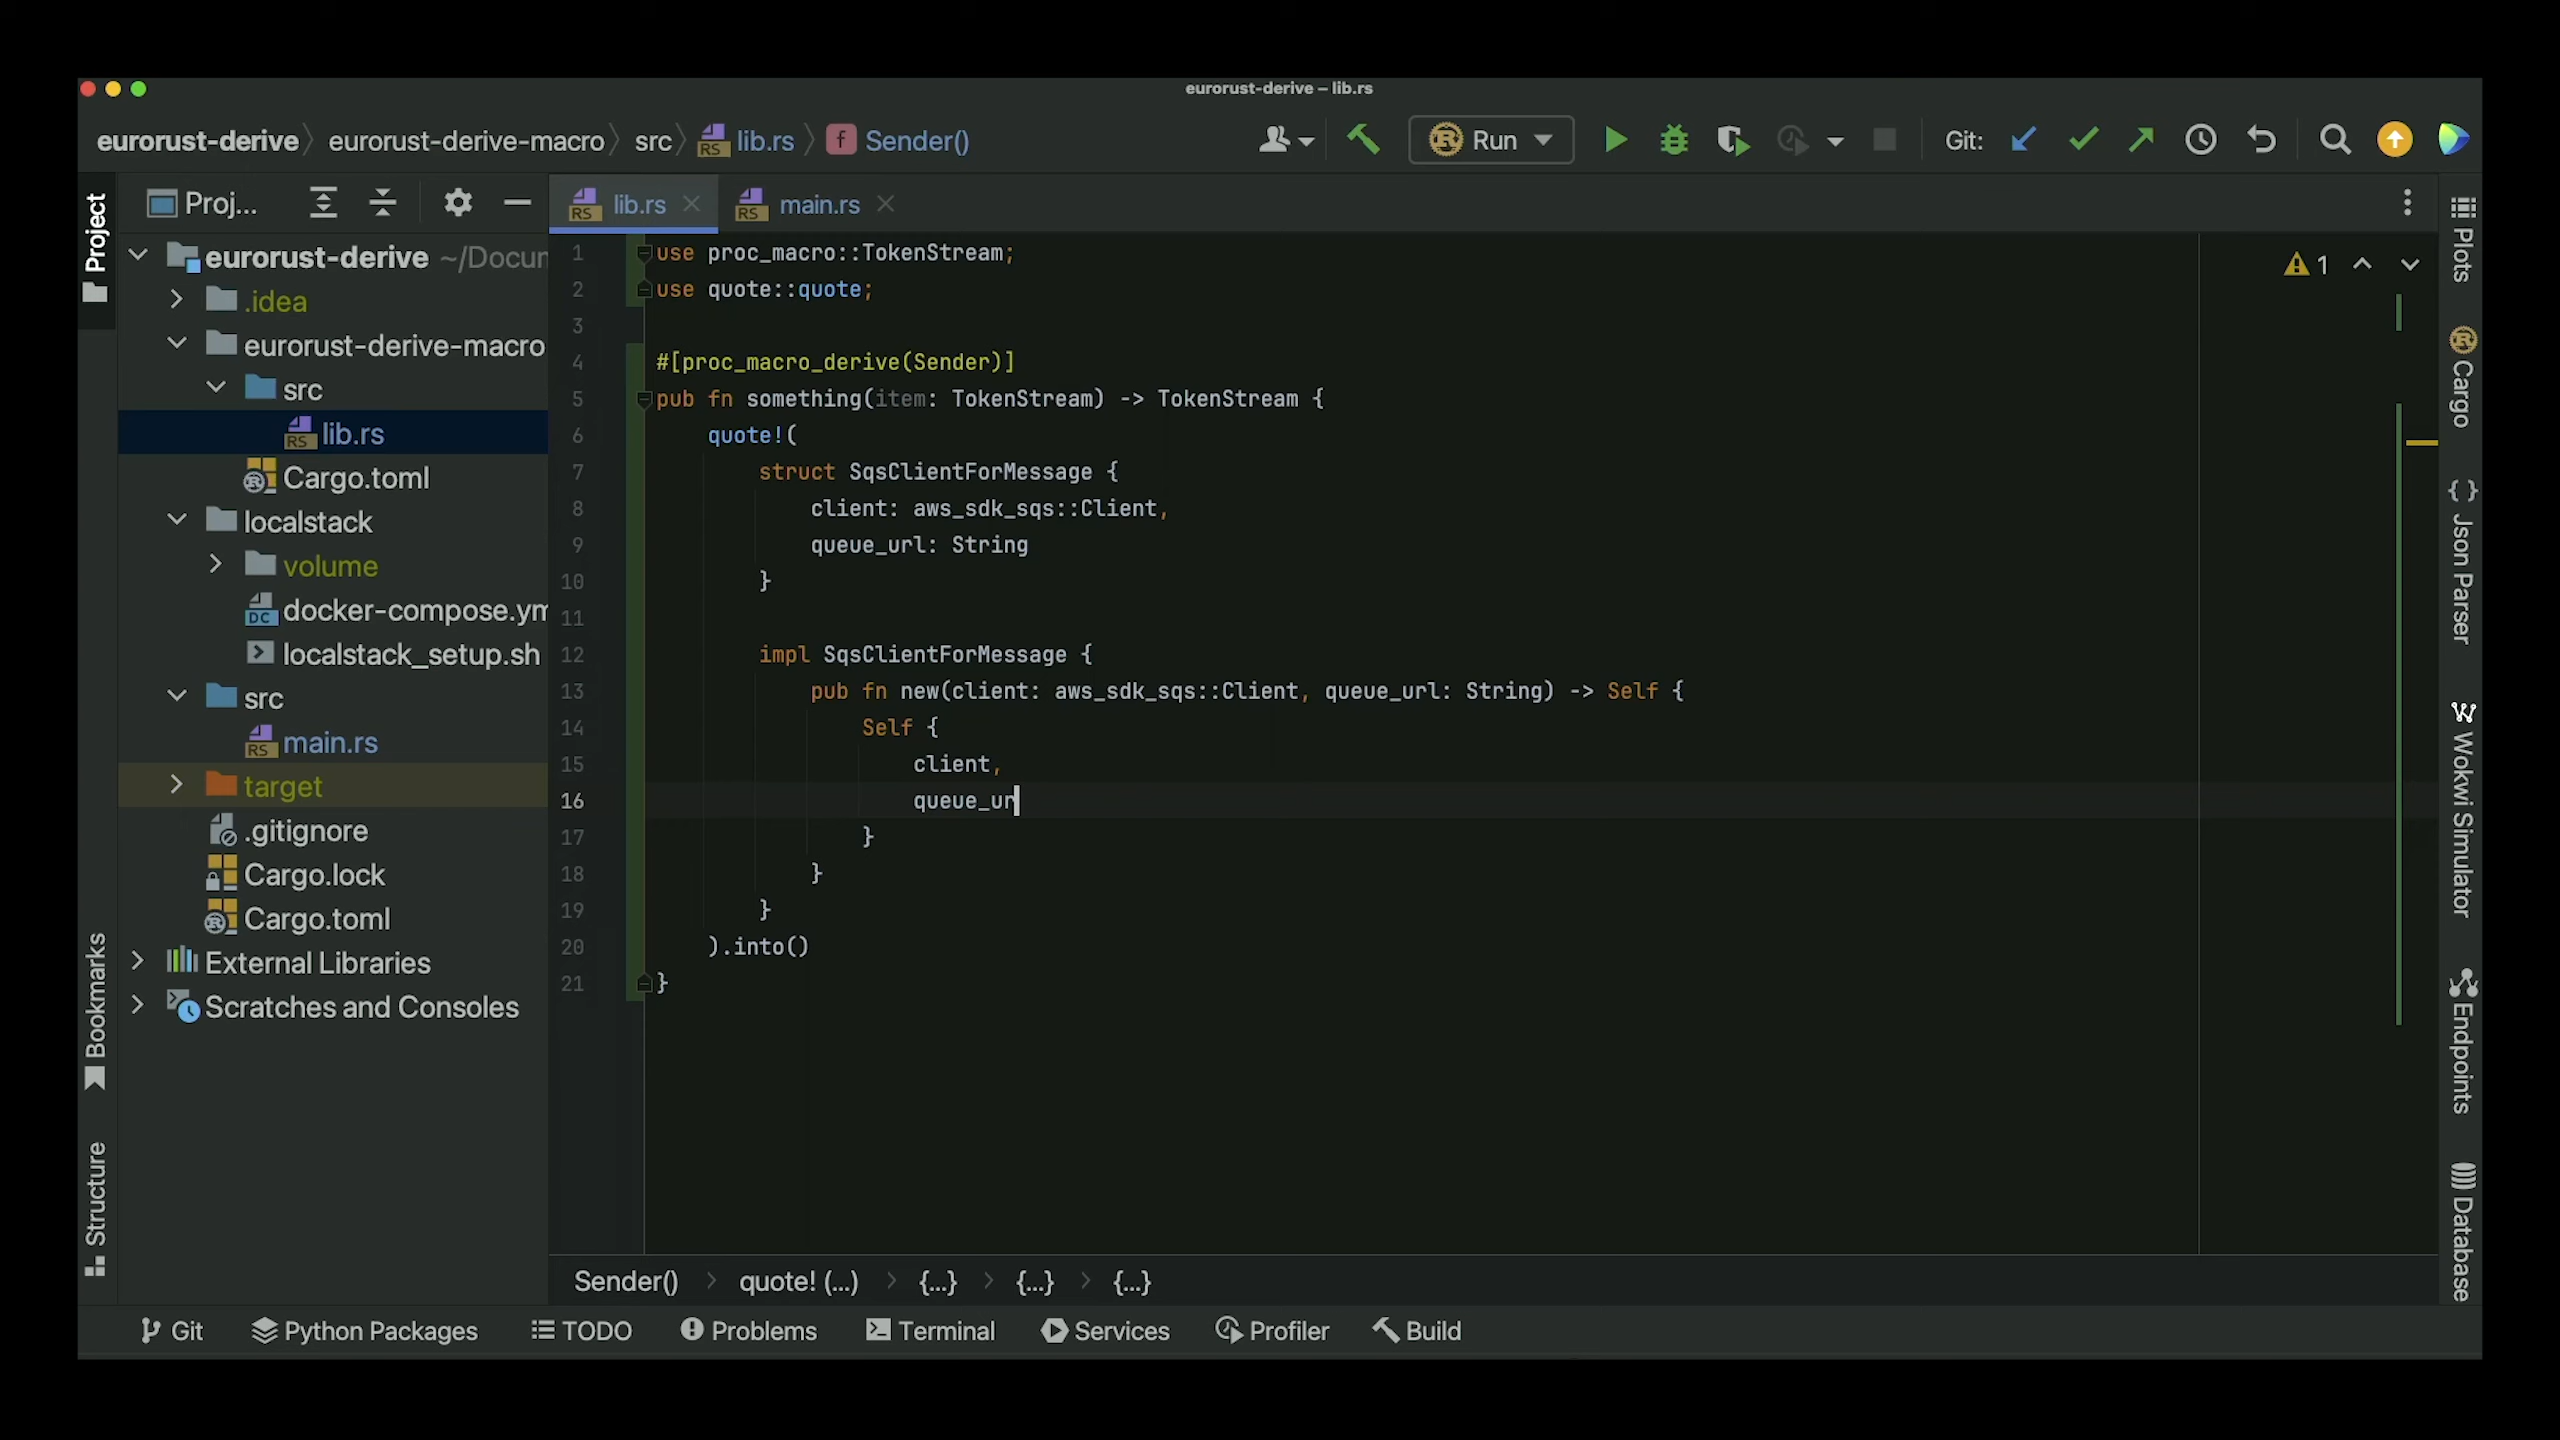 eurorust-derive – lib.rs
eurorust-derive eurorust-derive-macro src lib.rs f Sender()
Run
Git:
Project
Proj...
lib.rs
main.rs
eurorust-derive ~/Docum
.idea
eurorust-derive-macro
src
lib.rs
Cargo.toml
localstack
volume
docker-compose.ym
localstack_setup.sh
src
main.rs
target
.gitignore
Cargo.lock
Cargo.toml
External Libraries
Scratches and Consoles
1 use proc_macro::TokenStream;
2 use quote::quote;
3
4 #[proc_macro_derive(Sender)]
5 pub fn something(item: TokenStream) -> TokenStream {
6 quote!(
7 struct SqsClientForMessage {
8 client: aws_sdk_sqs::Client,
9 queue_url: String
10 }
11
12 impl SqsClientForMessage {
13 pub fn new(client: aws_sdk_sqs::Client, queue_url: String) -> Self {
14 Self {
15 client,
16 queue_ur
17 }
18 }
19 }
20 ).into()
21 }
1
Plots
Cargo
Json Parser
Wokwi Simulator
Endpoints
Database
Bookmarks
Structure
Sender() quote! (...) {...} {...} {...}
Git Python Packages TODO Problems Terminal Services Profiler Build